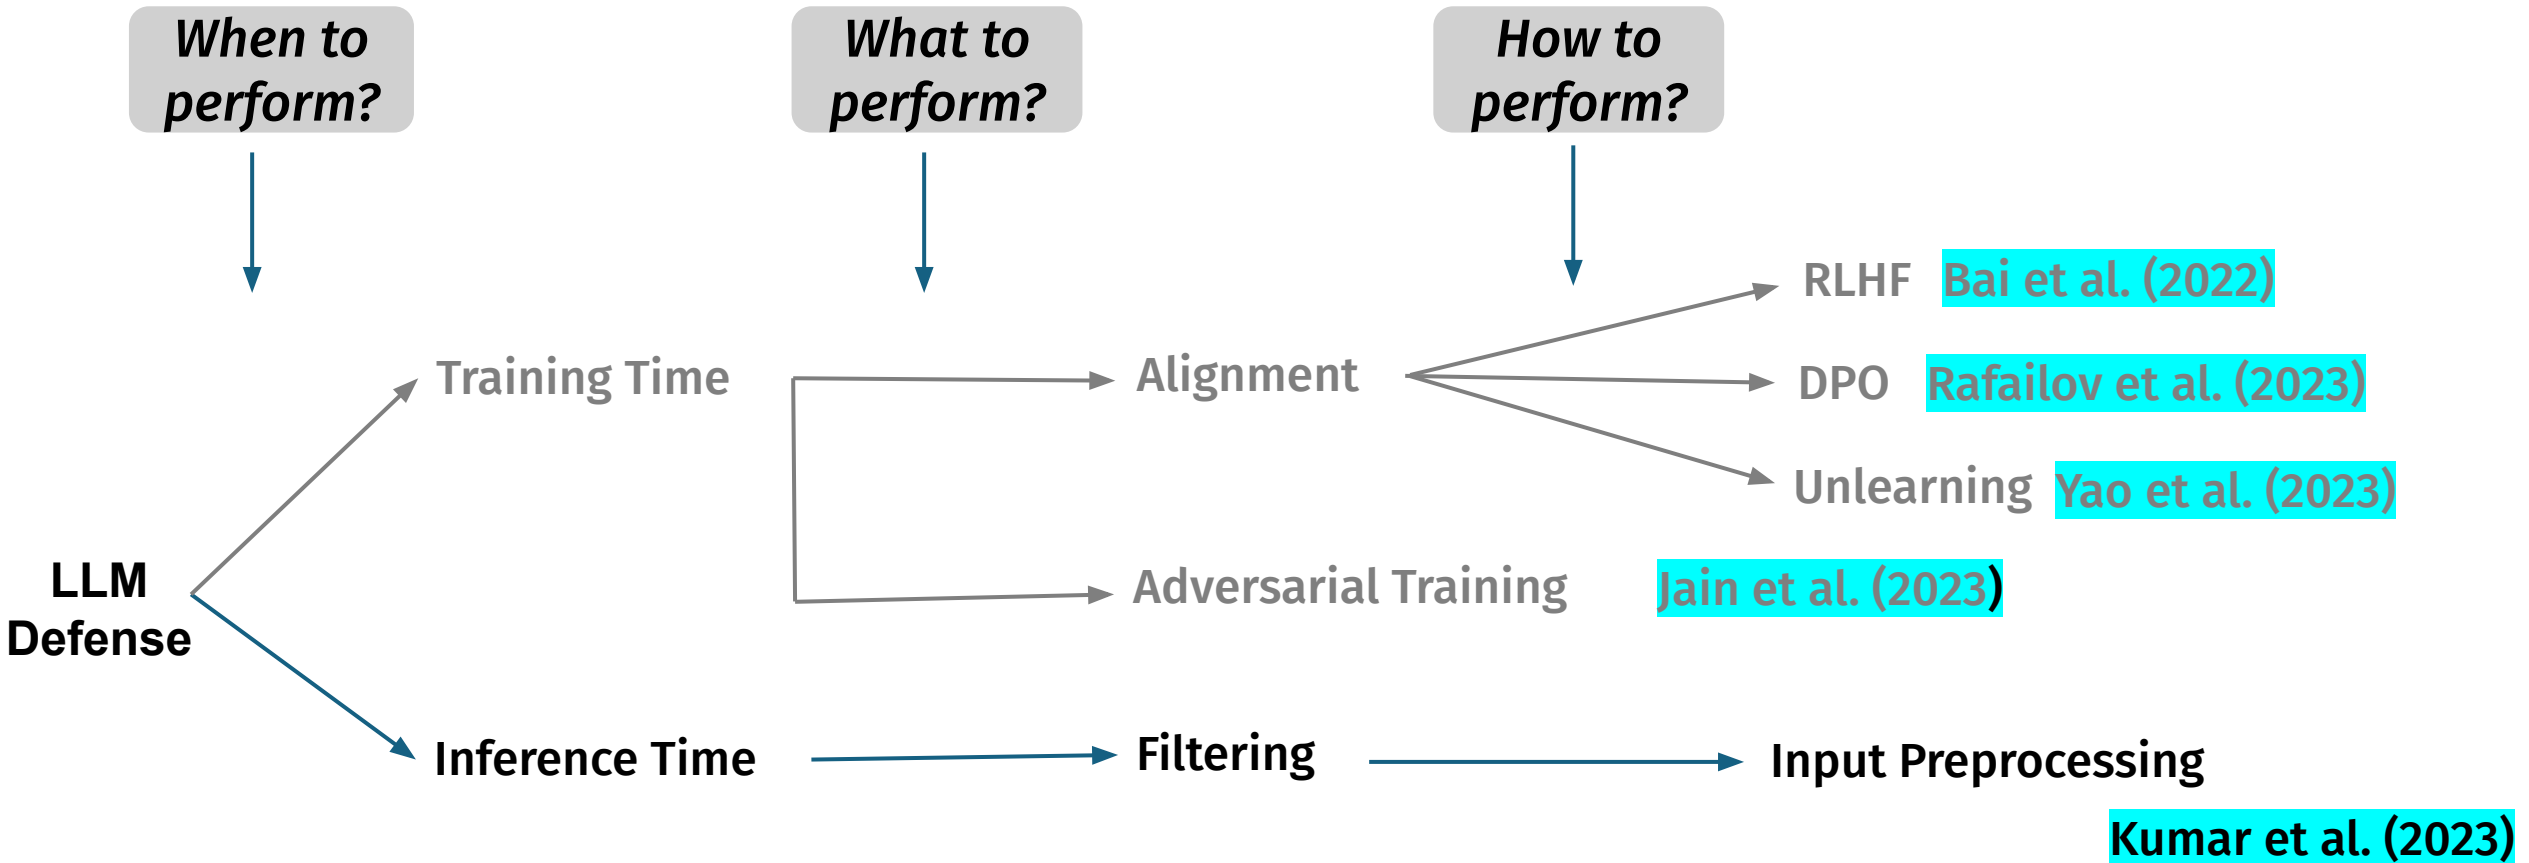 When to
perform?
What to
perform?
How to
perform?
RLHF Bai et al. (2022)
Training Time
Alignment
DPO Rafailov et al. (2023)
Unlearning Yao et al. (2023)
LLM
Defense
Adversarial Training Jain et al. (2023)
Inference Time
Filtering
Input Preprocessing
Kumar et al. (2023)